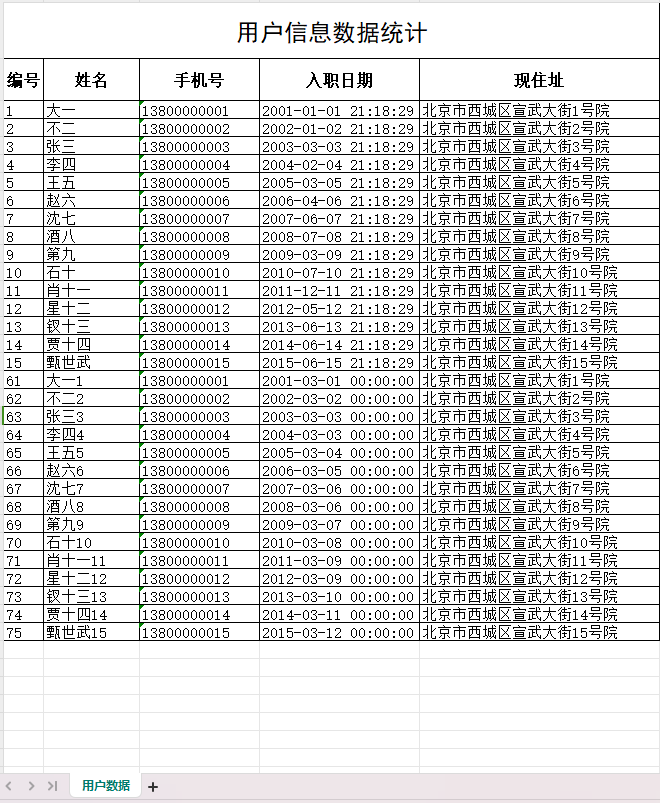 用户信息数据统计
编号 姓名 手机号 入职日期 现住址
1 大一 13800000001 2001-01-01 21:18:29 北京市西城区宣武大街1号院
2 不二 13800000002 2002-01-02 21:18:29 北京市西城区宣武大街2号院
3 张三 13800000003 2003-03-03 21:18:29 北京市西城区宣武大街3号院
4 李四 13800000004 2004-02-04 21:18:29 北京市西城区宣武大街4号院
5 王五 13800000005 2005-03-05 21:18:29 北京市西城区宣武大街5号院
6 赵六 13800000006 2006-04-06 21:18:29 北京市西城区宣武大街6号院
7 沈七 13800000007 2007-06-07 21:18:29 北京市西城区宣武大街7号院
8 酒八 13800000008 2008-07-08 21:18:29 北京市西城区宣武大街8号院
9 第九 13800000009 2009-03-09 21:18:29 北京市西城区宣武大街9号院
10 石十 13800000010 2010-07-10 21:18:29 北京市西城区宣武大街10号院
11 肖十一 13800000011 2011-12-11 21:18:29 北京市西城区宣武大街11号院
12 星十二 13800000012 2012-05-12 21:18:29 北京市西城区宣武大街12号院
13 钗十三 13800000013 2013-06-13 21:18:29 北京市西城区宣武大街13号院
14 贾十四 13800000014 2014-06-14 21:18:29 北京市西城区宣武大街14号院
15 甄世武 13800000015 2015-06-15 21:18:29 北京市西城区宣武大街15号院
61 大一1 13800000001 2001-03-01 00:00:00 北京市西城区宣武大街1号院
62 不二2 13800000002 2002-03-02 00:00:00 北京市西城区宣武大街2号院
63 张三3 13800000003 2003-03-03 00:00:00 北京市西城区宣武大街3号院
64 李四4 13800000004 2004-03-03 00:00:00 北京市西城区宣武大街4号院
65 王五5 13800000005 2005-03-04 00:00:00 北京市西城区宣武大街5号院
66 赵六6 13800000006 2006-03-05 00:00:00 北京市西城区宣武大街6号院
67 沈七7 13800000007 2007-03-06 00:00:00 北京市西城区宣武大街7号院
68 酒八8 13800000008 2008-03-06 00:00:00 北京市西城区宣武大街8号院
69 第九9 13800000009 2009-03-07 00:00:00 北京市西城区宣武大街9号院
70 石十10 13800000010 2010-03-08 00:00:00 北京市西城区宣武大街10号院
71 肖十一11 13800000011 2011-03-09 00:00:00 北京市西城区宣武大街11号院
72 星十二12 13800000012 2012-03-09 00:00:00 北京市西城区宣武大街12号院
73 钗十三13 13800000013 2013-03-10 00:00:00 北京市西城区宣武大街13号院
74 贾十四14 13800000014 2014-03-11 00:00:00 北京市西城区宣武大街14号院
75 甄世武15 13800000015 2015-03-12 00:00:00 北京市西城区宣武大街15号院
用户数据